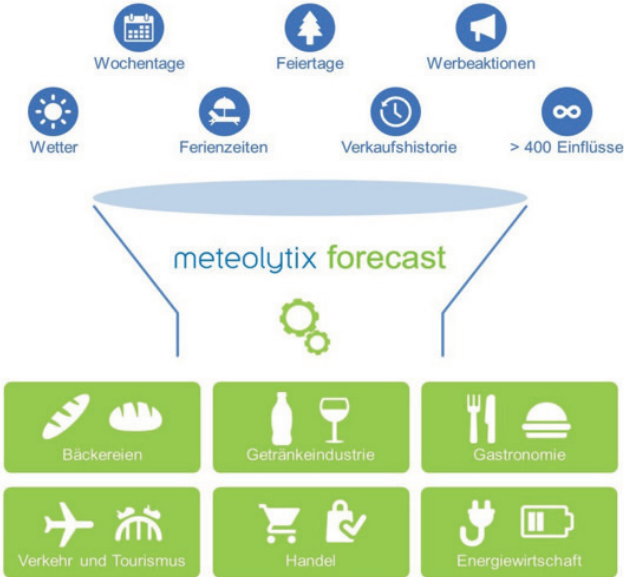 Wochentage
Feiertage
Werbeaktionen
Wetter
Ferienzeiten
Verkaufshistorie
> 400 Einflüsse
meteolytix forecast
Bäckereien
Getränkeindustrie
Gastronomie
Verkehr und Tourismus
Handel
Energiewirtschaft